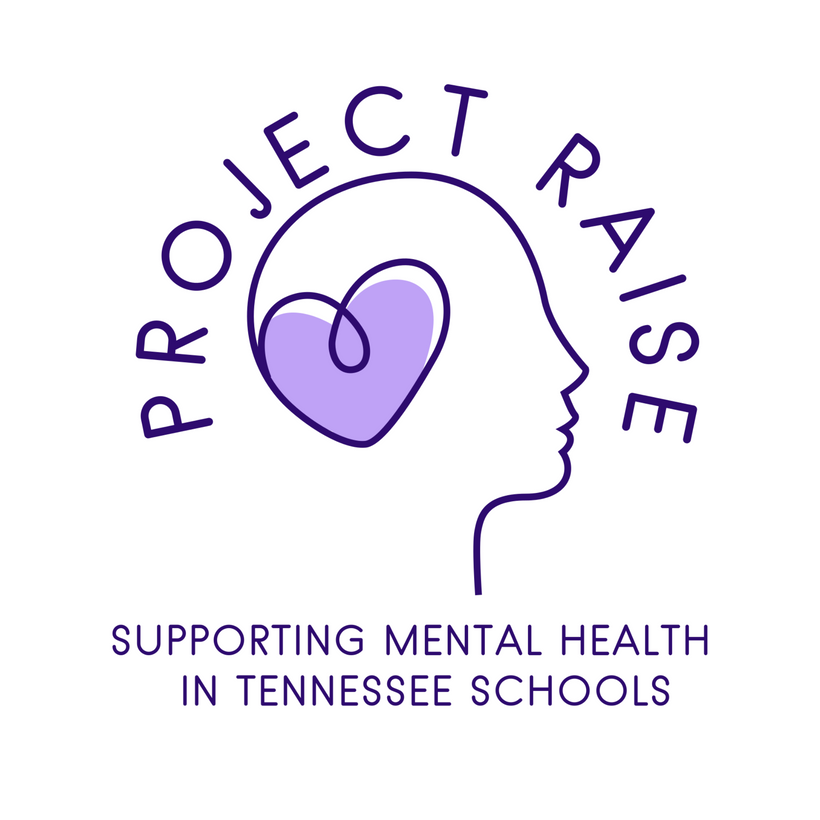 PROJECT RAISE
SUPPORTING MENTAL HEALTH
IN TENNESSEE SCHOOLS